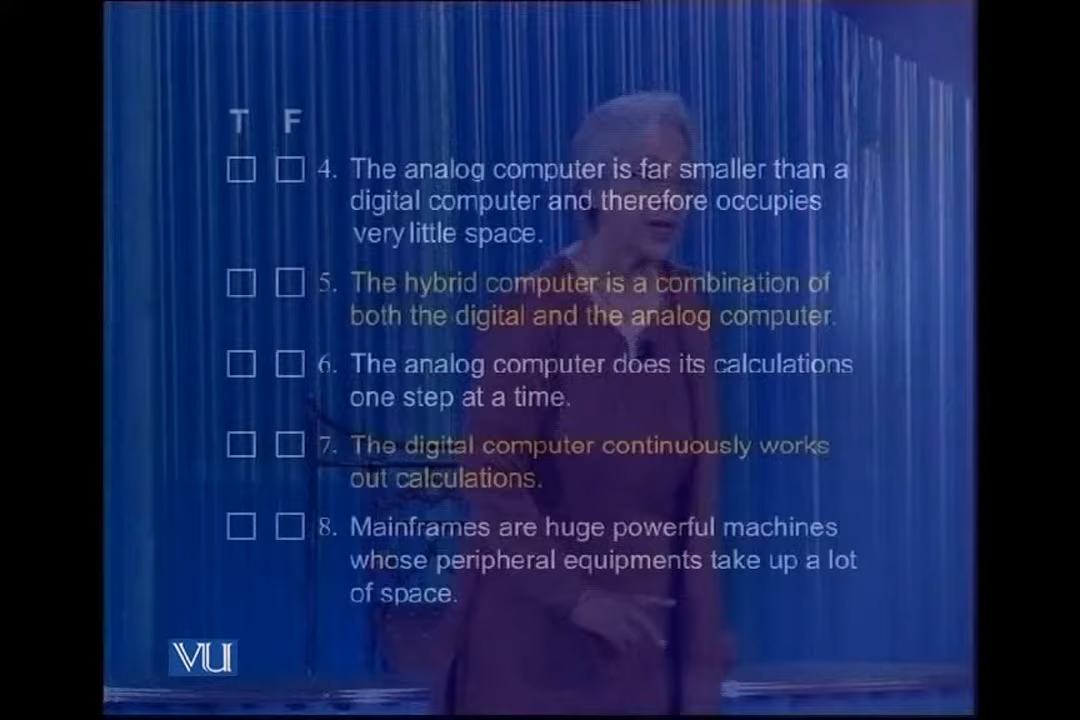 T F
4. The analog computer is far smaller than a
digital computer and therefore occupies
very little space.
5. The hybrid computer is a combination of
both the digital and the analog computer.
6. The analog computer does its calculations
one step at a time.
7. The digital computer continuously works
out calculations.
8. Mainframes are huge powerful machines
whose peripheral equipments take up a lot
of space.
VU